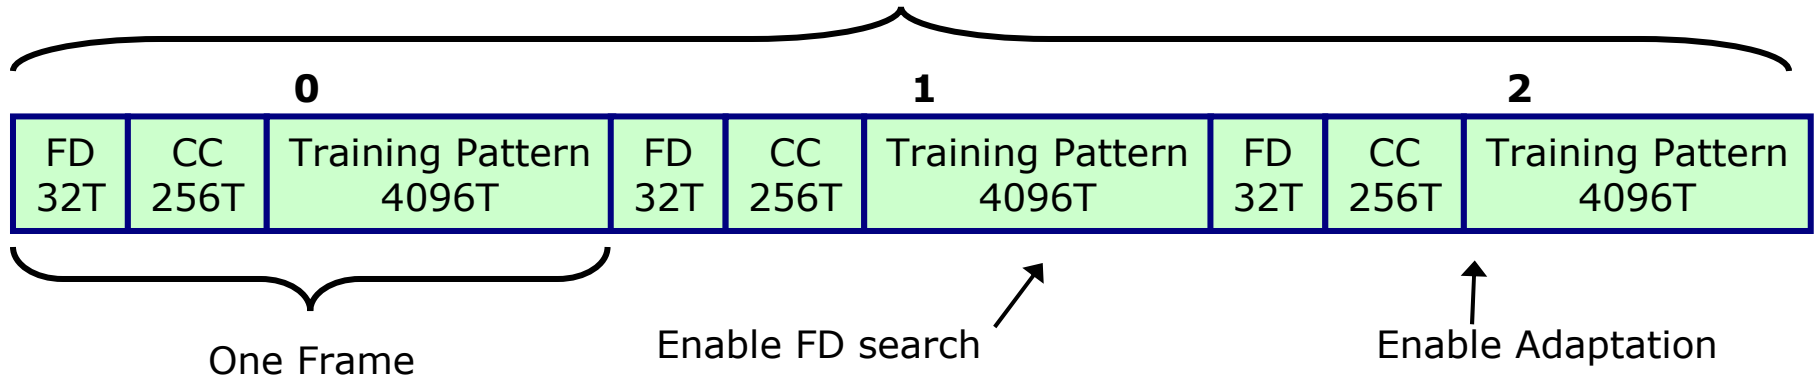 0 1 2
FD CC Training Pattern FD CC Training Pattern FD CC Training Pattern
32T 256T 4096T 32T 256T 4096T 32T 256T 4096T
Enable FD search Enable Adaptation
One Frame